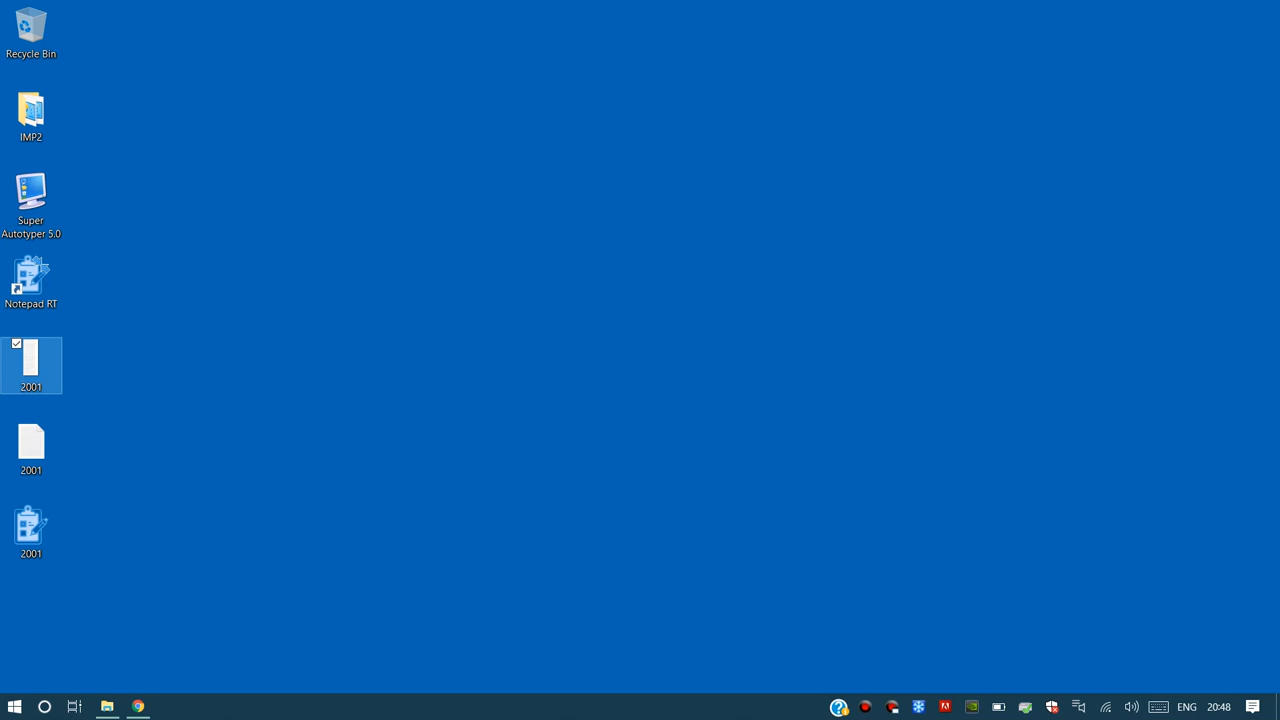 Recycle Bin
IMP2
Super
Autotyper 5.0
Notepad RT
2001
2001
2001
ENG
20:48